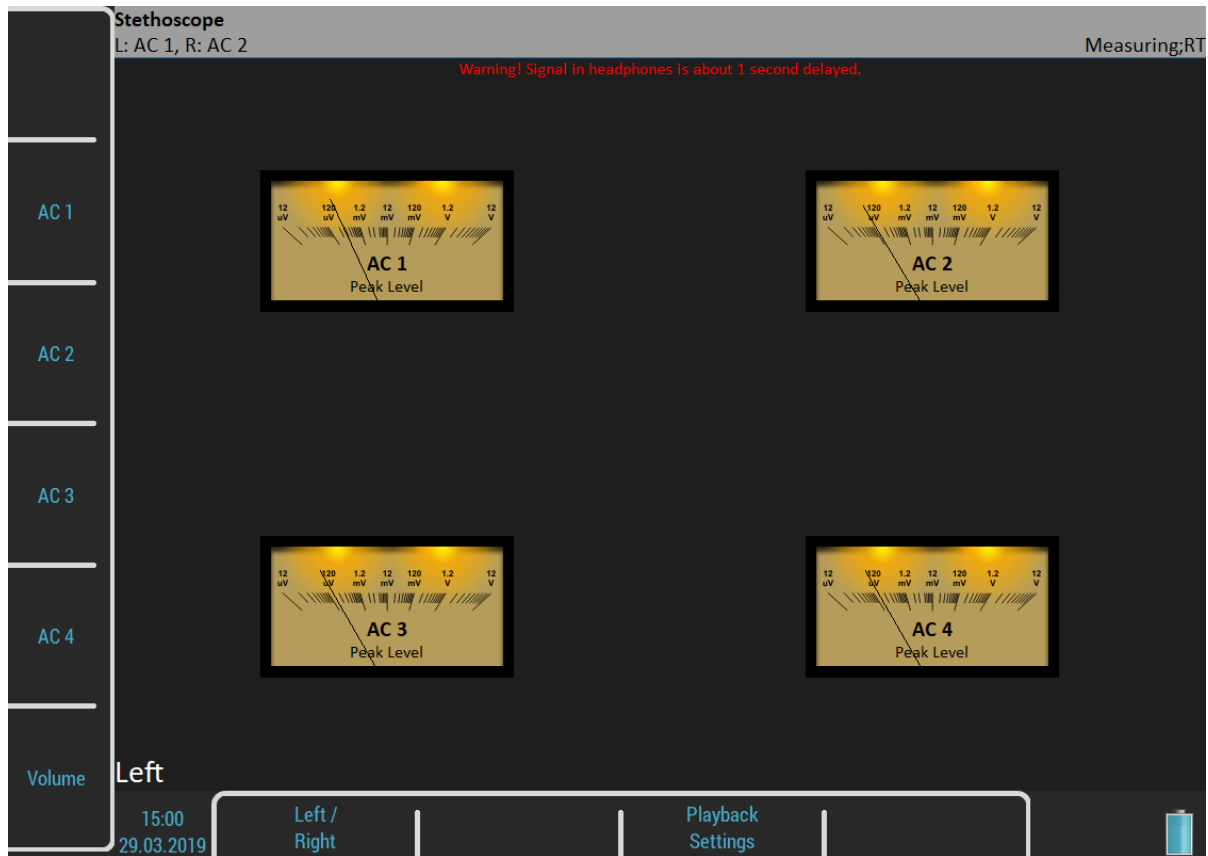 Stethoscope
L: AC 1, R: AC 2
Measuring;RT
Warning! Signal in headphones is about 1 second delayed.
AC 1
AC 2
AC 3
AC 4
Volume
12 120 1.2 12 120 1.2 12
uV uV mV mV mV V V
AC 1
Peak Level
12 120 1.2 12 120 1.2 12
uV uV mV mV mV V V
AC 2
Peak Level
12 120 1.2 12 120 1.2 12
uV uV mV mV mV V V
AC 3
Peak Level
12 120 1.2 12 120 1.2 12
uV uV mV mV mV V V
AC 4
Peak Level
Left
15:00
29.03.2019
Left /
Right
Playback
Settings